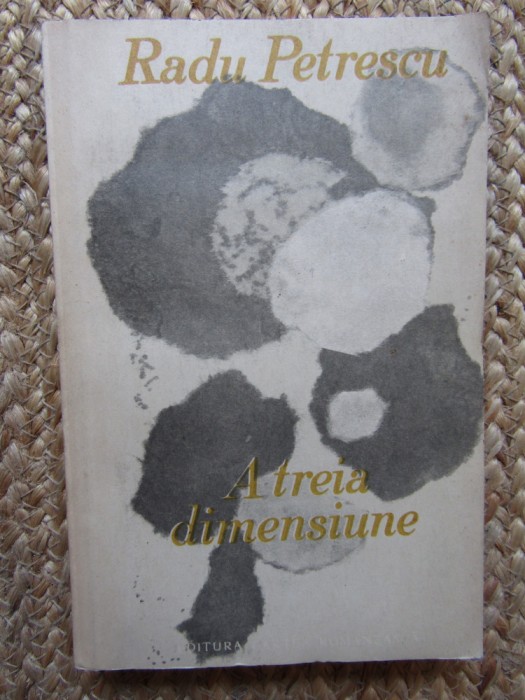 Radu Petrescu
A treia
dimensiune
EDITURA